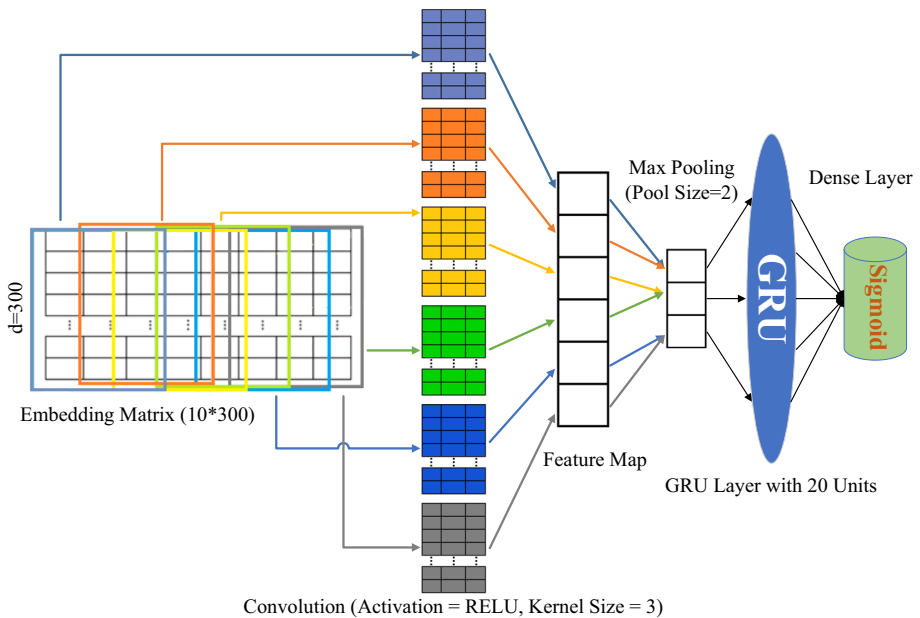 Max Pooling
(Pool Size=2)
Dense Layer
d=300
GRU
Sigmoid
Embedding Matrix (10*300)
Feature Map
GRU Layer with 20 Units
Convolution (Activation = RELU, Kernel Size = 3)